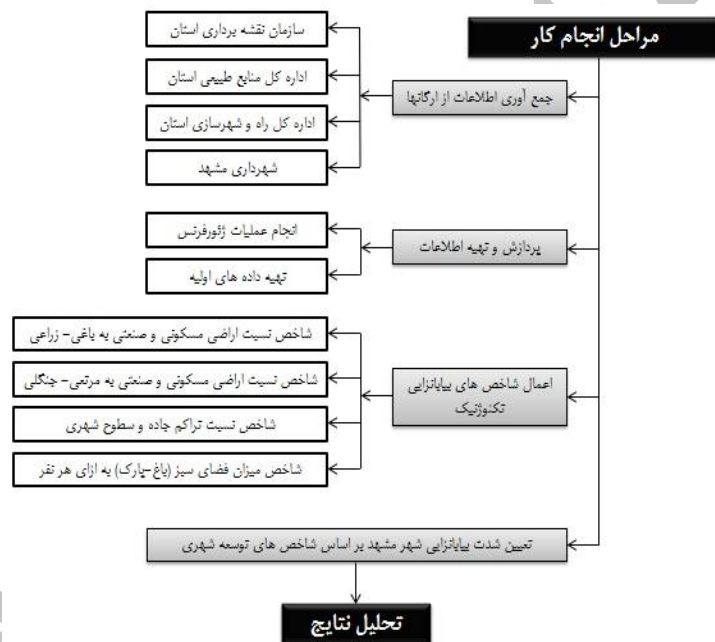 مراحل انجام کار
جمع آوری اطلاعات از ارگانها
سازمان نقشه برداری استان
اداره کل منابع طبیعی استان
اداره کل راه و شهرسازی استان
شهرداری مشهد
پردازش و تهیه اطلاعات
انجام عملیات ژئورفرنس
تهیه داده های اولیه
اعمال شاخص های بیابانزایی
تکنوژنیک
شاخص نسبت اراضی مسکونی و صنعتی به باغی- زراعی
شاخص نسبت اراضی مسکونی و صنعتی به مرتعی- جنگلی
شاخص نسبت تراکم جاده و سطوح شهری
شاخص میزان فضای سبز (باغ-پارک) به ازای هر نفر
تعیین شدت بیابانزایی شهر مشهد بر اساس شاخص های توسعه شهری
تحلیل نتایج